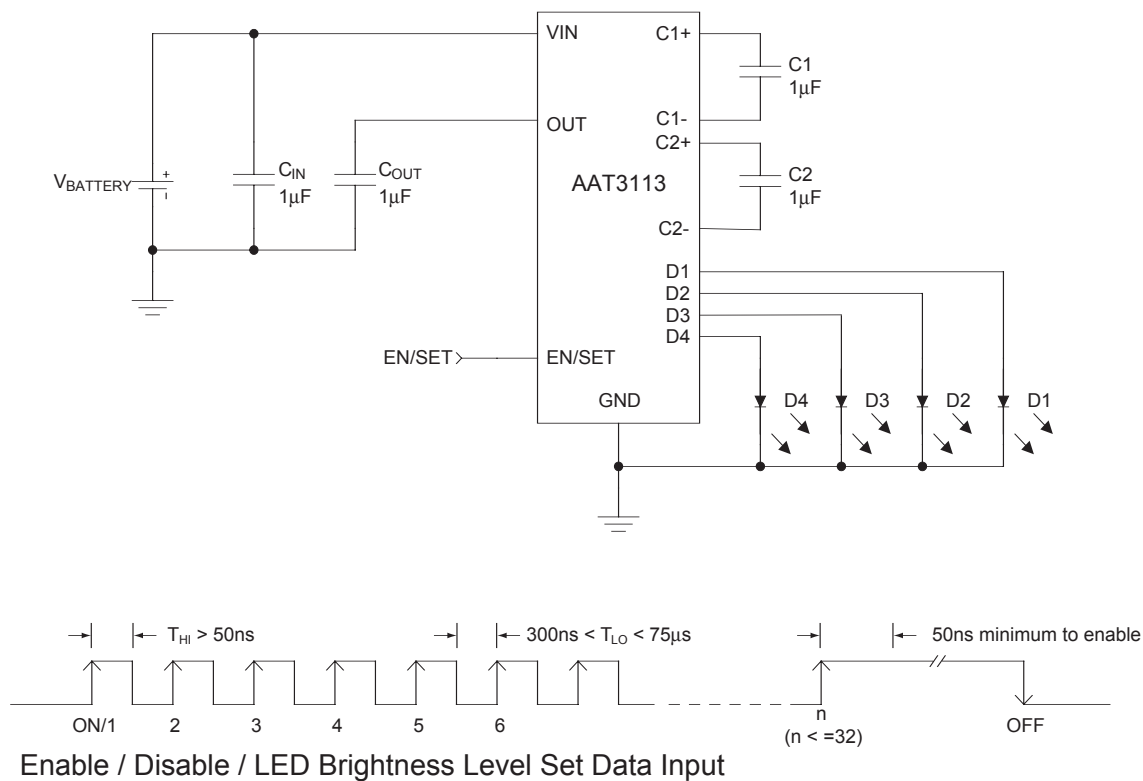 VIN
C1+
C1
1μF
C1-
OUT
C2+
VBATTERY
+
-
CIN
1μF
COUT
1μF
AAT3113
C2
1μF
C2-
D1
D2
D3
D4
EN/SET
EN/SET
GND
D4
D3
D2
D1
THI > 50ns
300ns < TLO < 75μs
50ns minimum to enable
ON/1
2
3
4
5
6
n
(n < =32)
OFF
Enable / Disable / LED Brightness Level Set Data Input